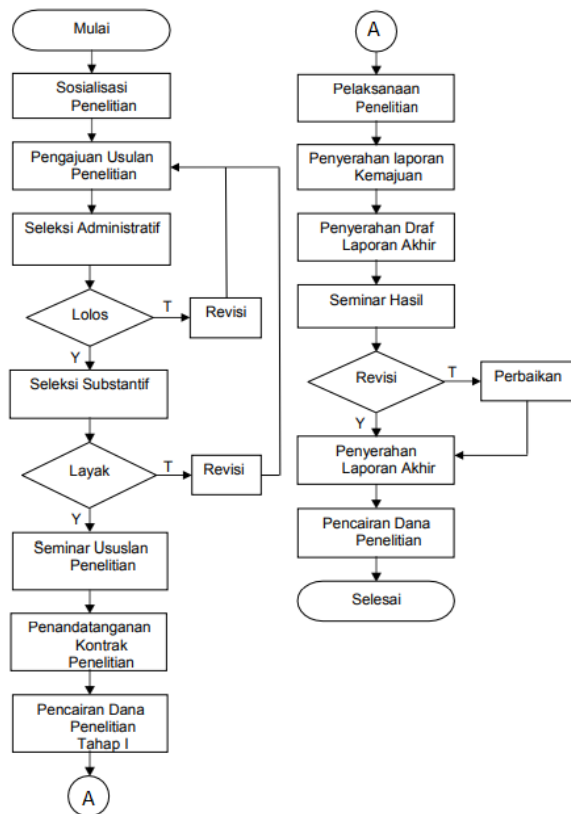 Mulai
Sosialisasi
Penelitian
Pengajuan Usulan
Penelitian
Seleksi Administratif
Lolos
T
Revisi
Y
Seleksi Substantif
Layak
T
Revisi
Y
Seminar Ususlan
Penelitian
Penandatanganan
Kontrak
Penelitian
Pencairan Dana
Penelitian
Tahap I
A
A
Pelaksanaan
Penelitian
Penyerahan laporan
Kemajuan
Penyerahan Draf
Laporan Akhir
Seminar Hasil
Revisi
T
Perbaikan
Y
Penyerahan
Laporan Akhir
Pencairan Dana
Penelitian
Selesai